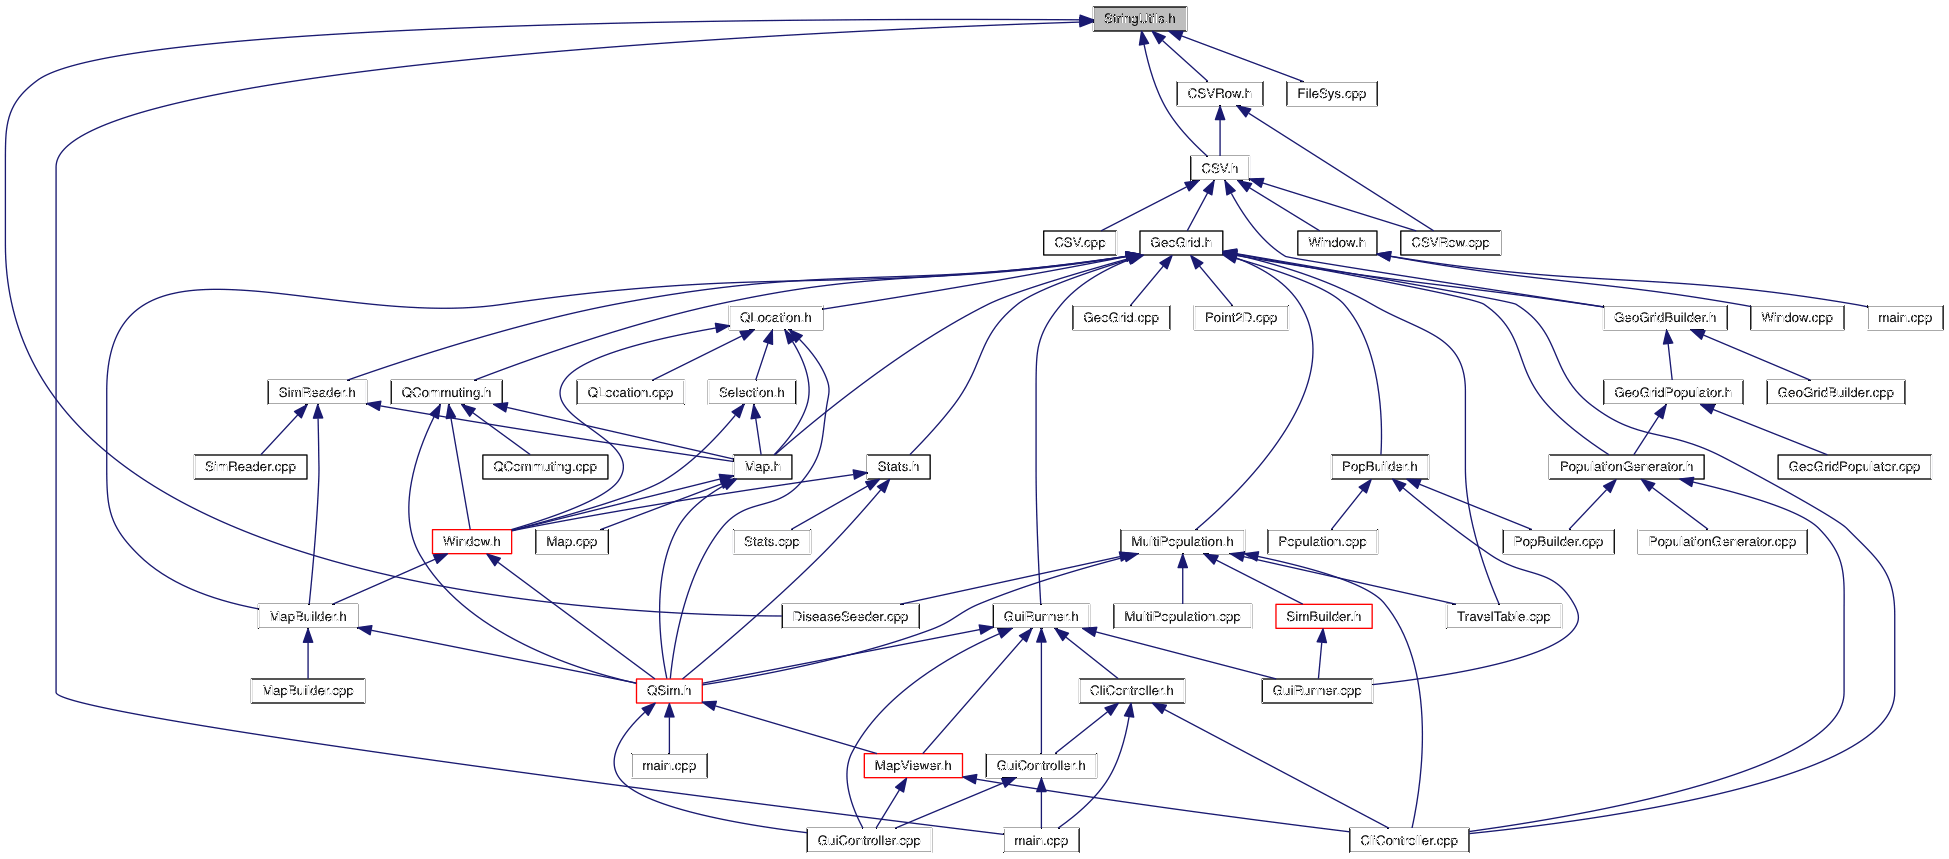 StringUtils.h
CSVRow.h
FileSys.cpp
CSV.h
CSV.cpp
GeoGrid.h
Window.h
CSVRow.cpp
QLocation.h
GeoGrid.cpp
Point2D.cpp
GeoGridBuilder.h
Window.cpp
main.cpp
SimReader.h
QCommuting.h
QLocation.cpp
Selection.h
GeoGridPopulator.h
GeoGridBuilder.cpp
SimReader.cpp
QCommuting.cpp
Map.h
Stats.h
PopBuilder.h
PopulationGenerator.h
GeoGridPopulator.cpp
Window.h
Map.cpp
Stats.cpp
MultiPopulation.h
Population.cpp
PopBuilder.cpp
PopulationGenerator.cpp
MapBuilder.h
DiseaseSeeder.cpp
GuiRunner.h
MultiPopulation.cpp
SimBuilder.h
TravelTable.cpp
MapBuilder.cpp
QSim.h
CliController.h
GuiRunner.cpp
main.cpp
MapViewer.h
GuiController.h
GuiController.cpp
main.cpp
CliController.cpp